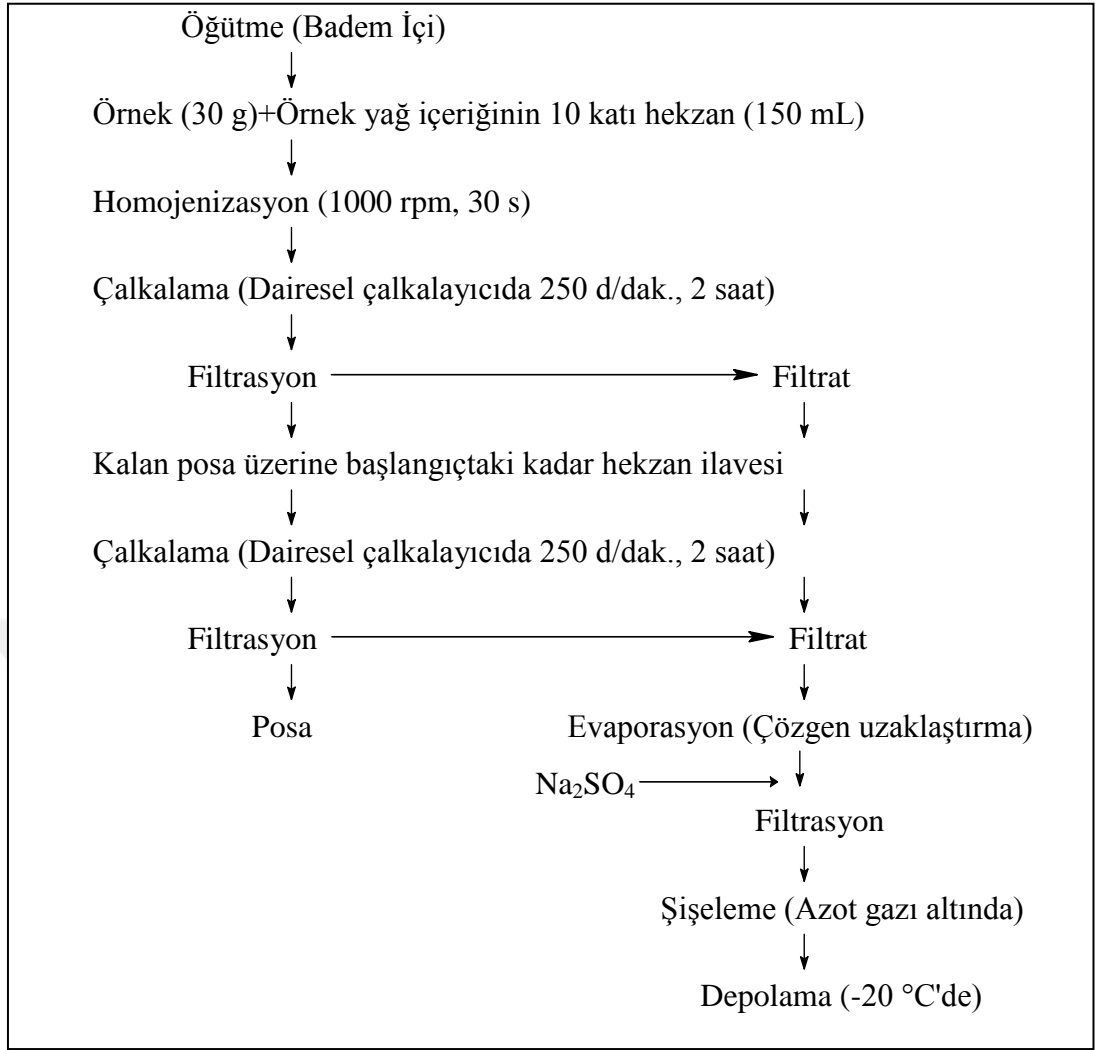 Öğütme (Badem İçi)
Örnek (30 g)+Örnek yağ içeriğinin 10 katı hekzan (150 mL)
Homojenizasyon (1000 rpm, 30 s)
Çalkalama (Dairesel çalkalayıcıda 250 d/dak., 2 saat)
Filtrasyon Filtrat
Kalan posa üzerine başlangıçtaki kadar hekzan ilavesi
Çalkalama (Dairesel çalkalayıcıda 250 d/dak., 2 saat)
Filtrasyon Filtrat
Posa Evaporasyon (Çözgen uzaklaştırma)
Na₂SO₄
Filtrasyon
Şişeleme (Azot gazı altında)
Depolama (-20 °C'de)